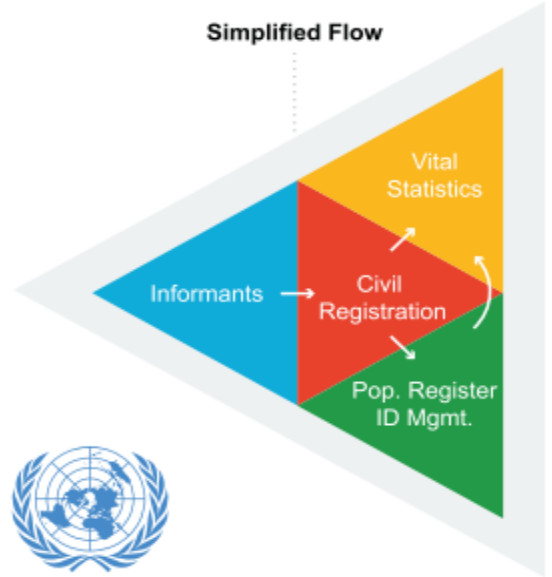 Simplified Flow
Vital
Statistics
Informants
Civil
Registration
Pop. Register
ID Mgmt.